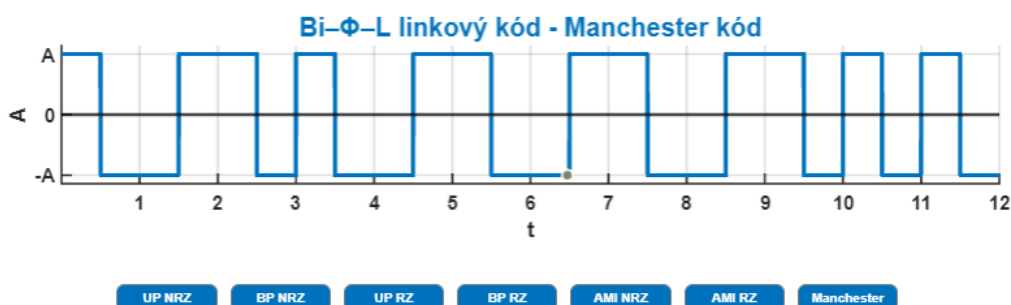 Bi–Φ–L linkový kód - Manchester kód
A
0
-A
A
1 2 3 4 5 6 7 8 9 10 11 12
t
UP NRZ BP NRZ UP RZ BP RZ AMI NRZ AMI RZ Manchester